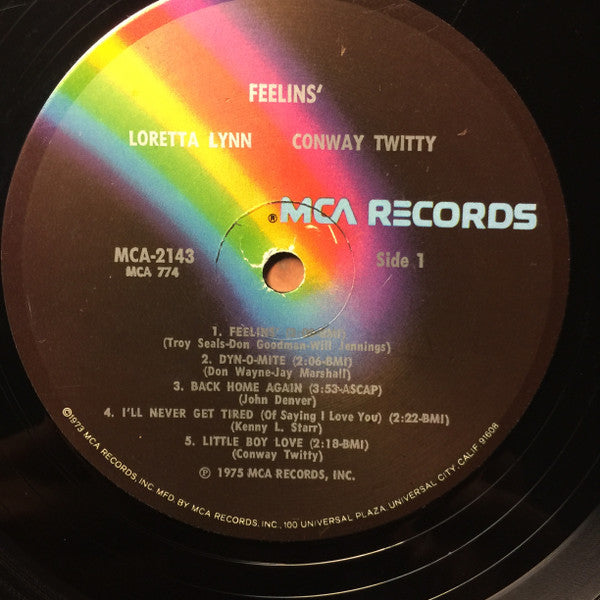 FEELINS'
LORETTA LYNN CONWAY TWITTY
® MCA RECORDS
MCA-2143 Side 1
MCA 774
1. FEELINS' BMI)
(Troy Seals-Don Goodman-Will Jennings)
2. DYN-O-MITE (2:06-BMI)
(Don Wayne-Jay Marshall)
3. BACK HOME AGAIN (3:53-ASCAP)
(John Denver)
4. I'LL NEVER GET TIRED (Of Saying I Love You) (2:22-BMI)
(Kenny L. Starr)
5. LITTLE BOY LOVE (2:18-BMI)
(Conway Twitty)
℗ 1975 MCA RECORDS, INC.
©1973 MCA RECORDS, INC. MFD. BY MCA RECORDS, INC., 100 UNIVERSAL PLAZA, UNIVERSAL CITY, CALIF. 91608